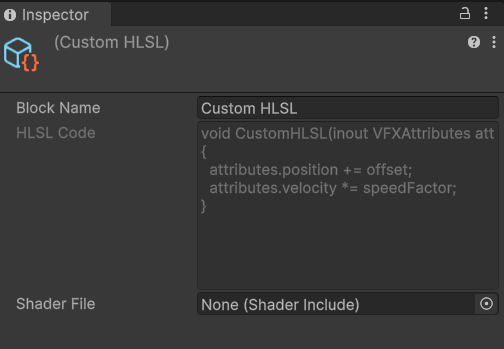 Inspector
(Custom HLSL)
Block Name Custom HLSL
HLSL Code void CustomHLSL(inout VFXAttributes att
{
attributes.position += offset;
attributes.velocity *= speedFactor;
}
Shader File None (Shader Include)